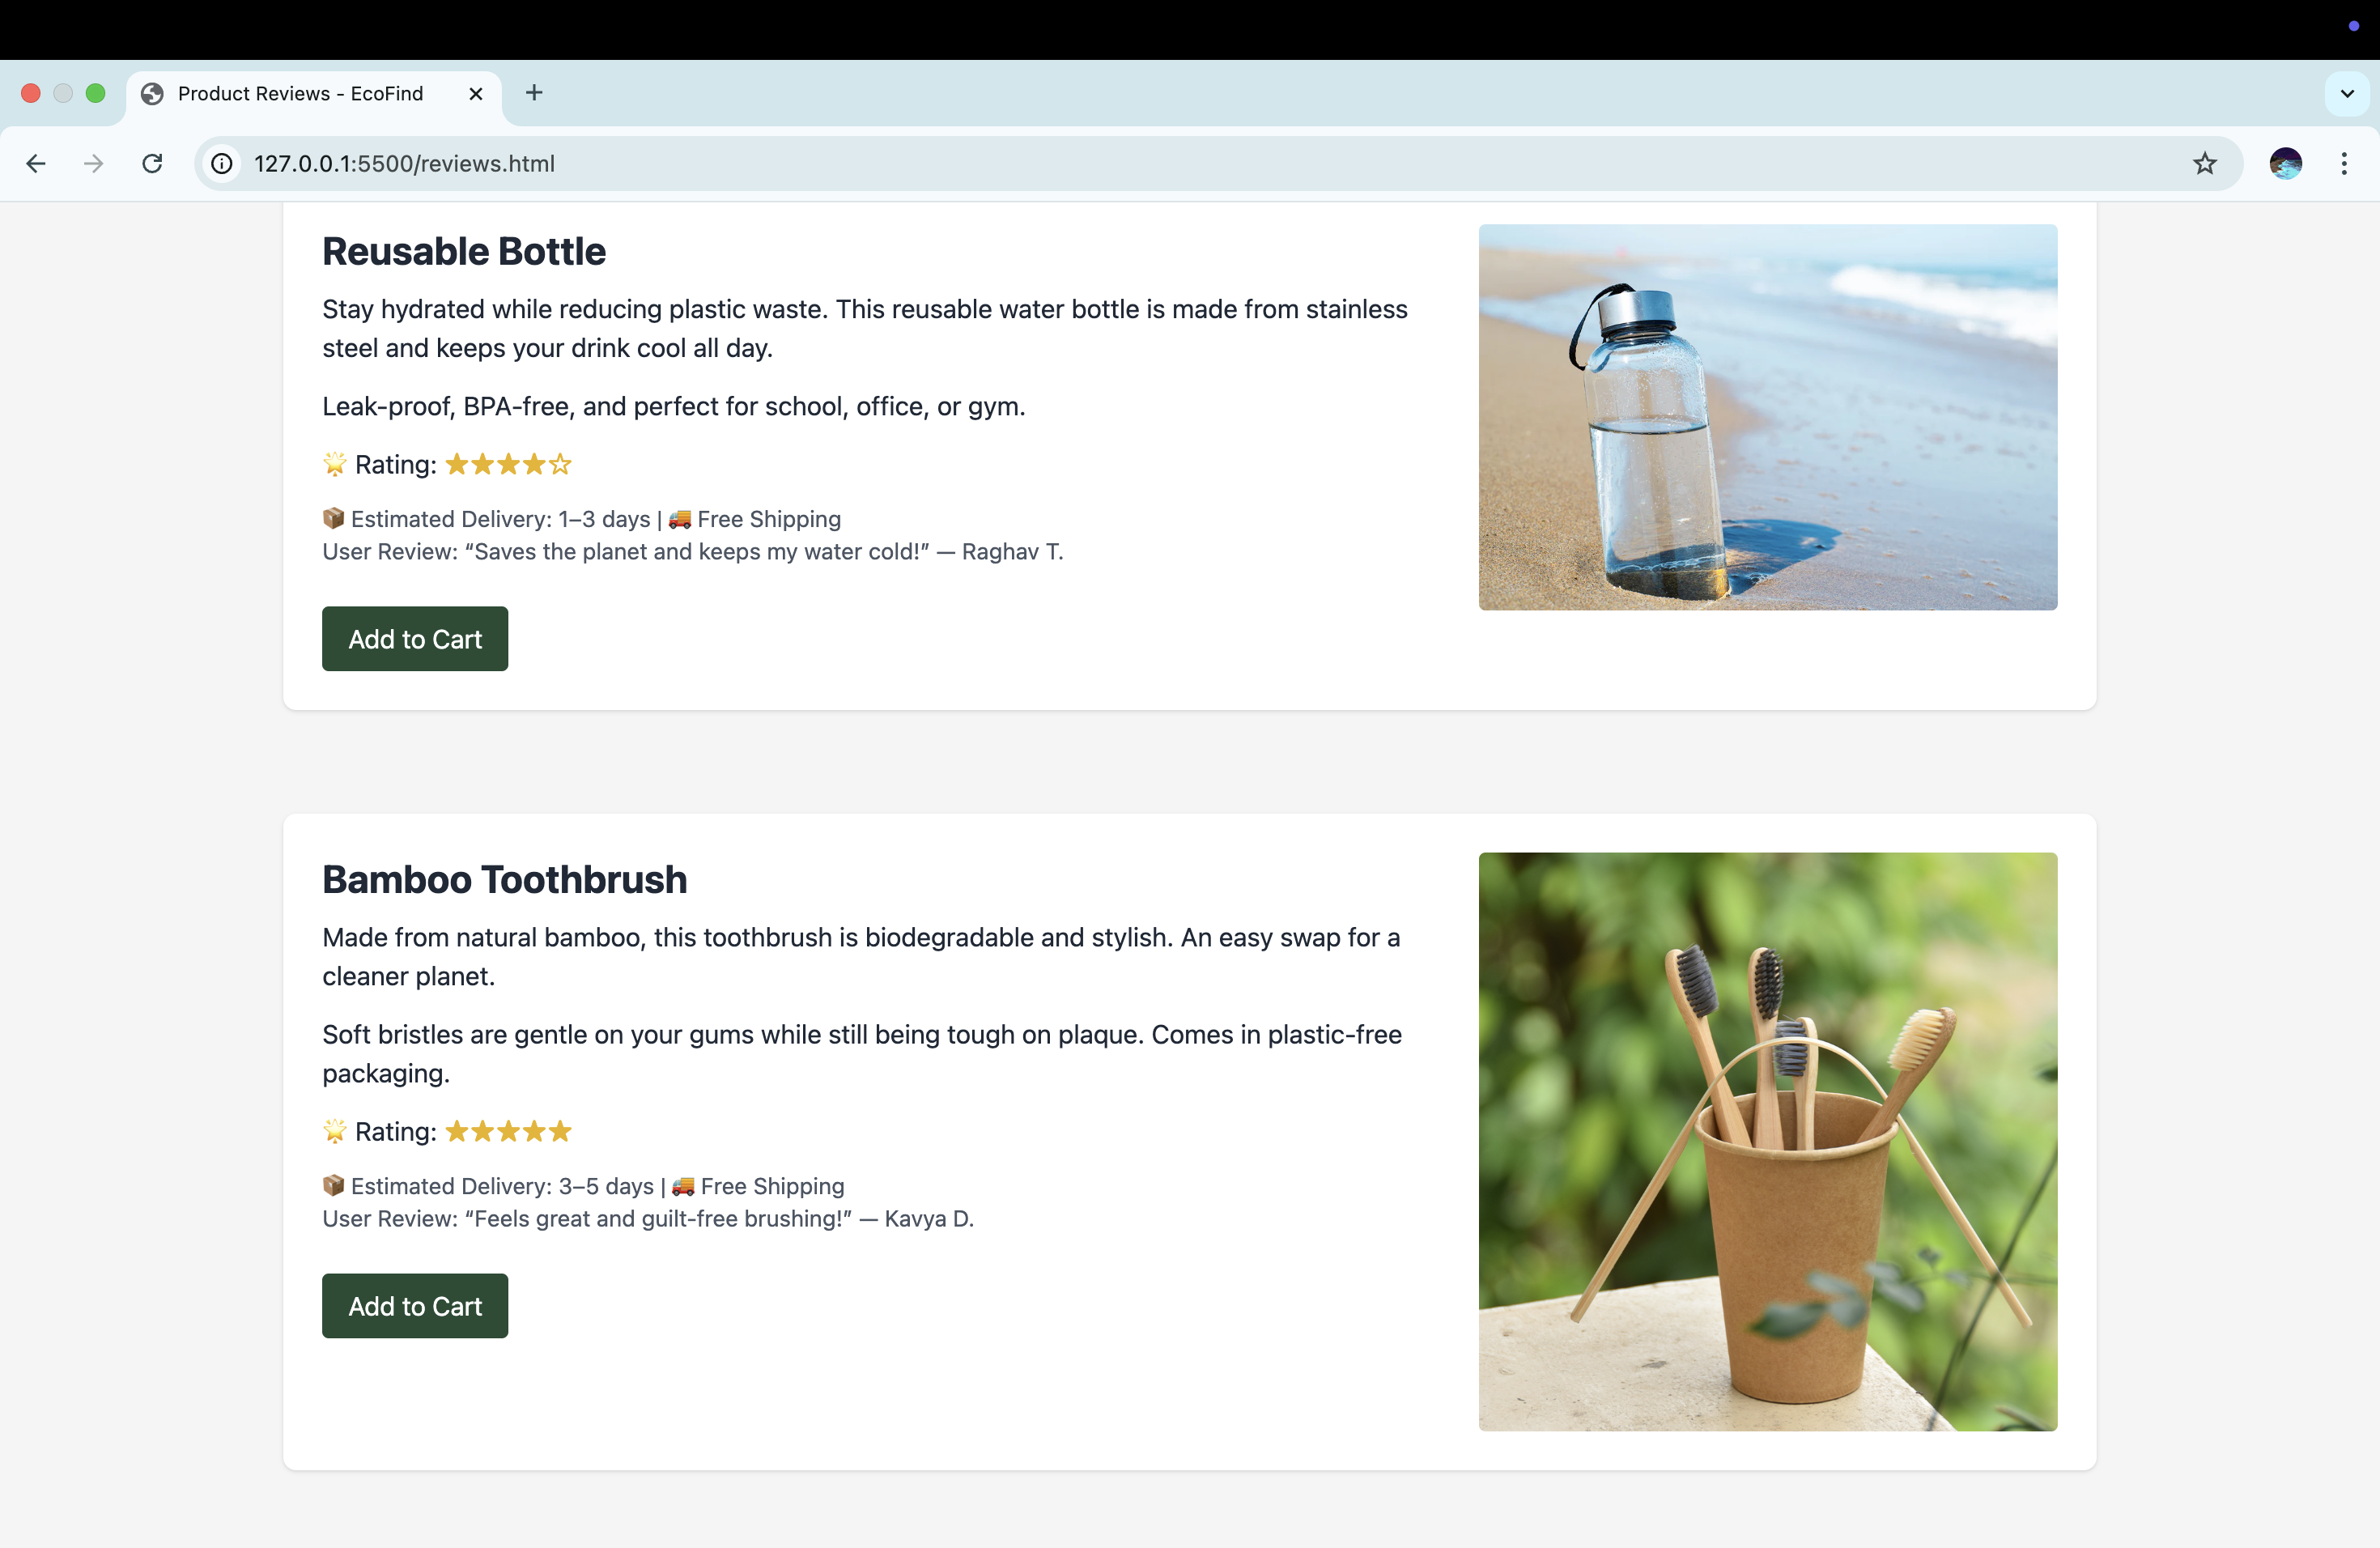 Product Reviews - EcoFind
127.0.0.1:5500/reviews.html
Reusable Bottle
Stay hydrated while reducing plastic waste. This reusable water bottle is made from stainless
steel and keeps your drink cool all day.
Leak-proof, BPA-free, and perfect for school, office, or gym.
🌟 Rating: ★★★★☆
📦 Estimated Delivery: 1–3 days | 🚚 Free Shipping
User Review: “Saves the planet and keeps my water cold!” — Raghav T.
Add to Cart
Bamboo Toothbrush
Made from natural bamboo, this toothbrush is biodegradable and stylish. An easy swap for a
cleaner planet.
Soft bristles are gentle on your gums while still being tough on plaque. Comes in plastic-free
packaging.
🌟 Rating: ★★★★★
📦 Estimated Delivery: 3–5 days | 🚚 Free Shipping
User Review: “Feels great and guilt-free brushing!” — Kavya D.
Add to Cart